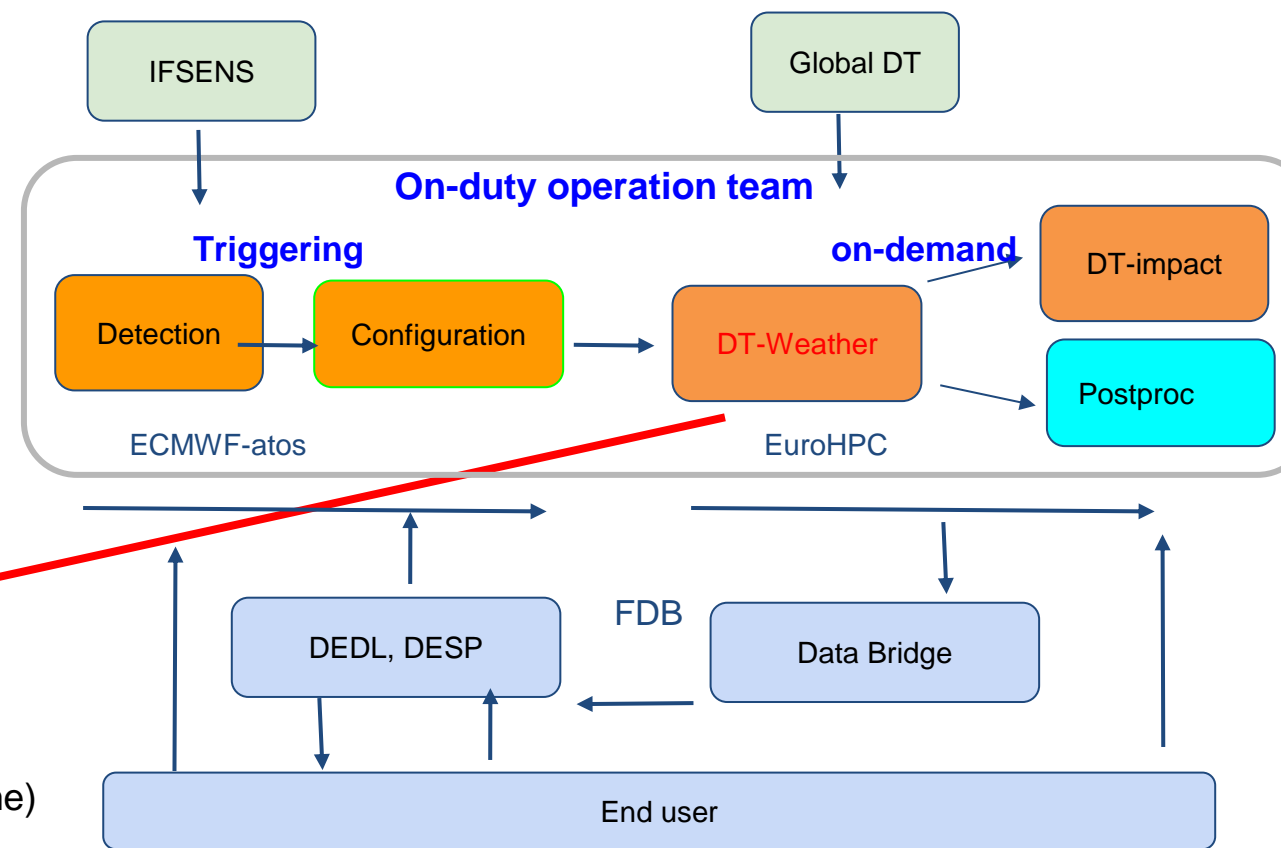 IFSENS
Global DT
On-duty operation team
Triggering
on-demand
DT-impact
Detection
Configuration
DT-Weather
Postproc
ECMWF-atos
EuroHPC
FDB
DEDL, DESP
Data Bridge
ne)
End user